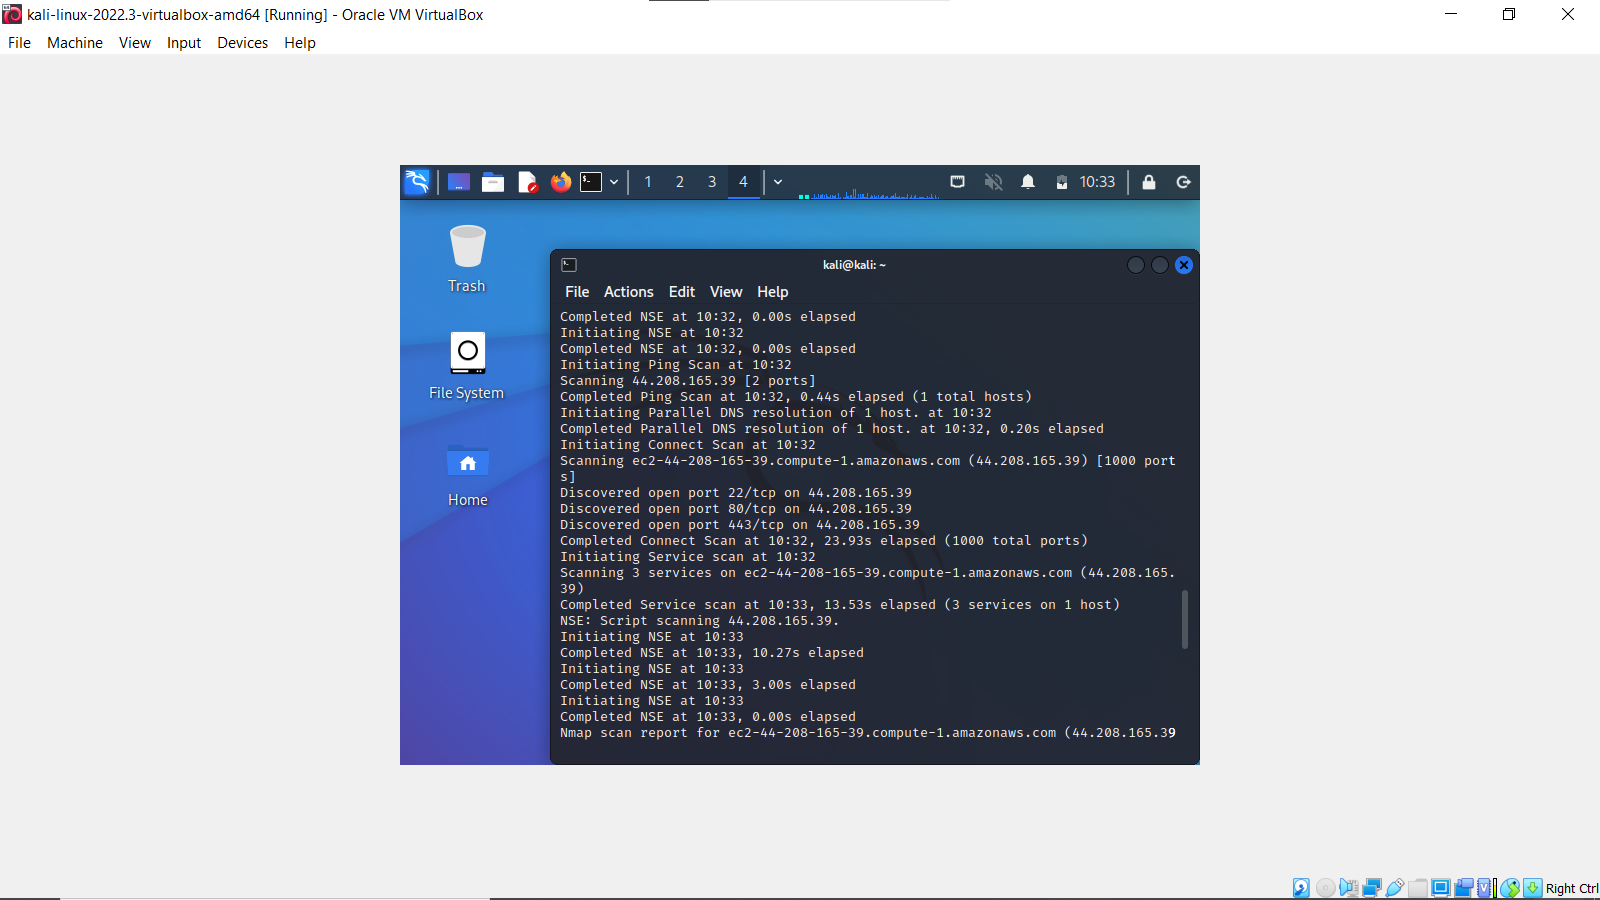 kali-linux-2022.3-virtualbox-amd64 [Running] - Oracle VM VirtualBox
File Machine View Input Devices Help
1 2 3 4 10:33
Trash
File System
Home
kali@kali: ~
File Actions Edit View Help
Completed NSE at 10:32, 0.00s elapsed
Initiating NSE at 10:32
Completed NSE at 10:32, 0.00s elapsed
Initiating Ping Scan at 10:32
Scanning 44.208.165.39 [2 ports]
Completed Ping Scan at 10:32, 0.44s elapsed (1 total hosts)
Initiating Parallel DNS resolution of 1 host. at 10:32
Completed Parallel DNS resolution of 1 host. at 10:32, 0.20s elapsed
Initiating Connect Scan at 10:32
Scanning ec2-44-208-165-39.compute-1.amazonaws.com (44.208.165.39) [1000 port
s]
Discovered open port 22/tcp on 44.208.165.39
Discovered open port 80/tcp on 44.208.165.39
Discovered open port 443/tcp on 44.208.165.39
Completed Connect Scan at 10:32, 23.93s elapsed (1000 total ports)
Initiating Service scan at 10:32
Scanning 3 services on ec2-44-208-165-39.compute-1.amazonaws.com (44.208.165.
39)
Completed Service scan at 10:33, 13.53s elapsed (3 services on 1 host)
NSE: Script scanning 44.208.165.39.
Initiating NSE at 10:33
Completed NSE at 10:33, 10.27s elapsed
Initiating NSE at 10:33
Completed NSE at 10:33, 3.00s elapsed
Initiating NSE at 10:33
Completed NSE at 10:33, 0.00s elapsed
Nmap scan report for ec2-44-208-165-39.compute-1.amazonaws.com (44.208.165.39
Right Ctrl